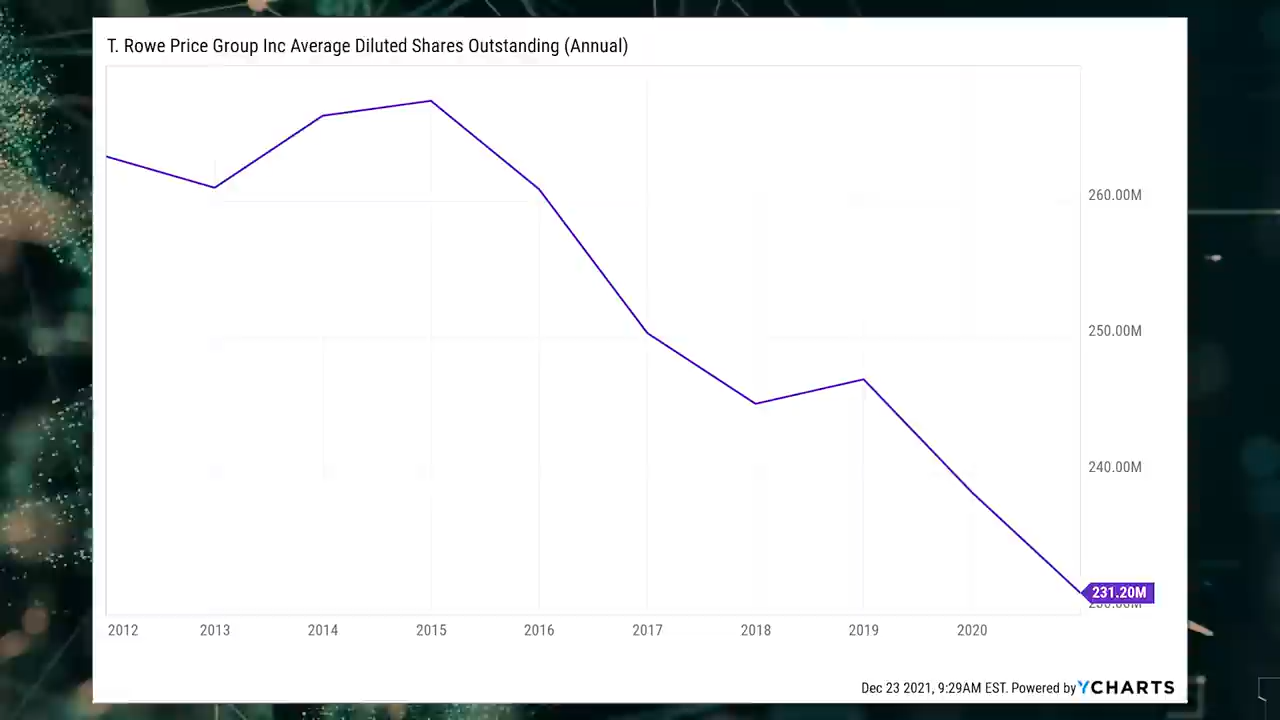 T. Rowe Price Group Inc Average Diluted Shares Outstanding (Annual)
260.00M
250.00M
240.00M
231.20M
2012 2013 2014 2015 2016 2017 2018 2019 2020
Dec 23 2021, 9:29AM EST. Powered by YCHARTS